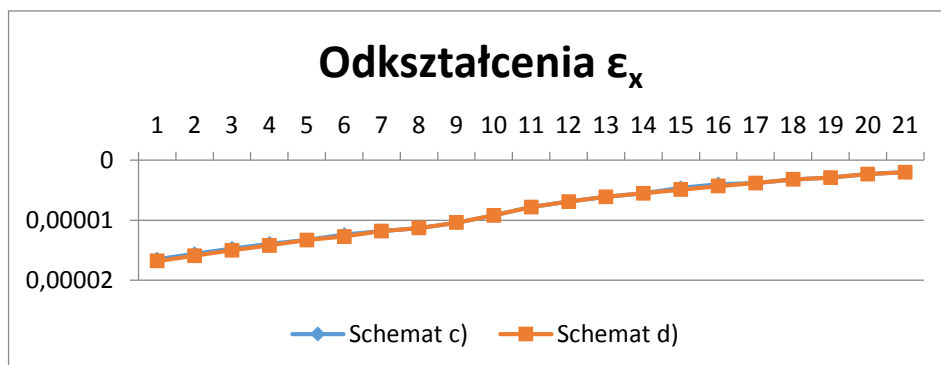 Odkształcenia εx
1 2 3 4 5 6 7 8 9 10 11 12 13 14 15 16 17 18 19 20 21
0
0,00001
0,00002
Schemat c) Schemat d)